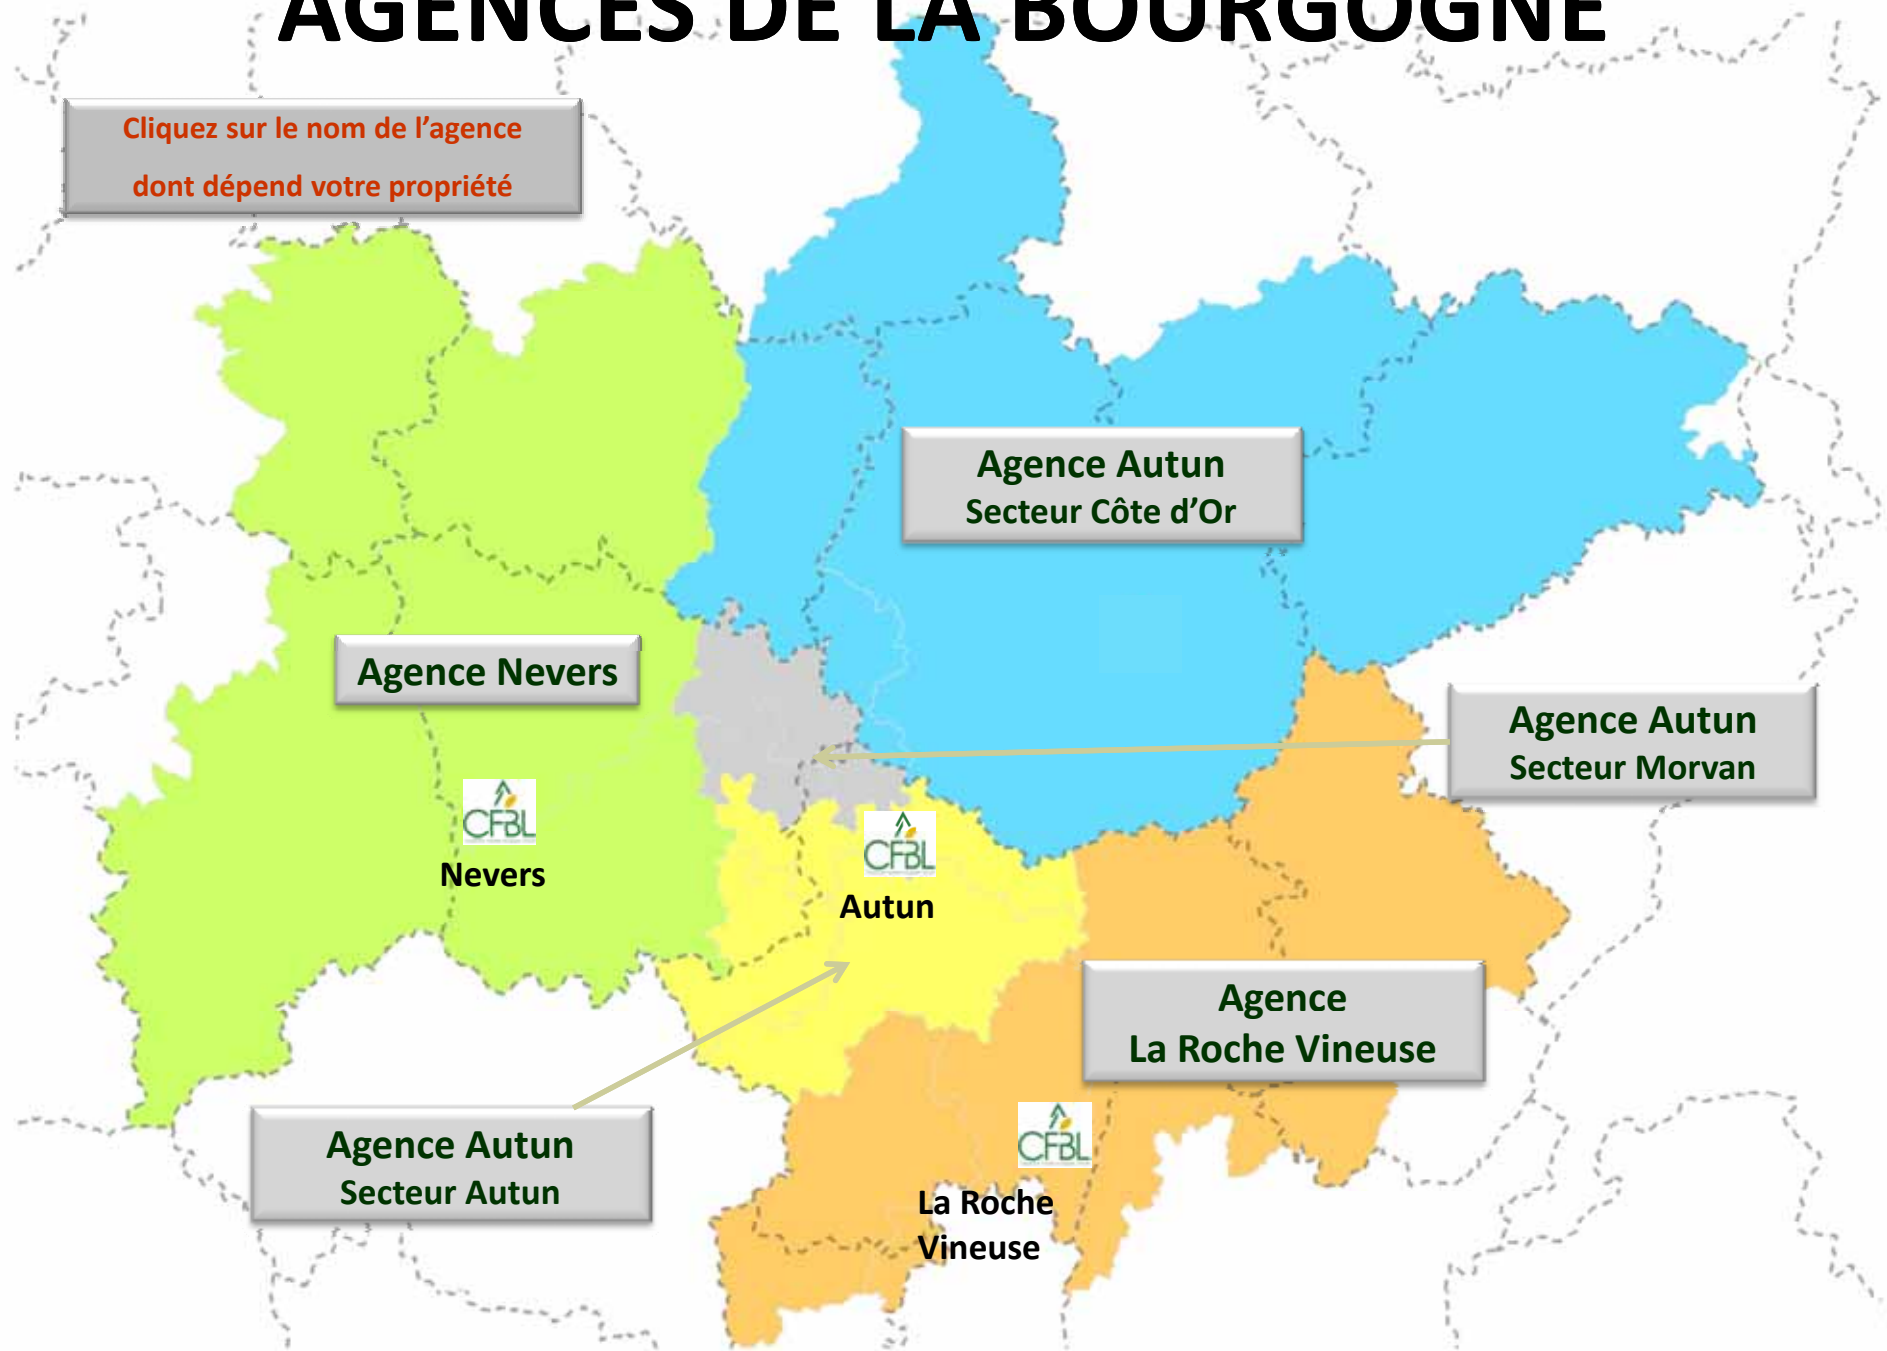 AGENCES DE LA BOURGOGNE
Cliquez sur le nom de l’agence
dont dépend votre propriété
Agence Autun
Secteur Côte d’Or
Agence Nevers
Agence Autun
Secteur Morvan
CFBL
Nevers
CFBL
Autun
Agence
La Roche Vineuse
Agence Autun
Secteur Autun
CFBL
La Roche
Vineuse